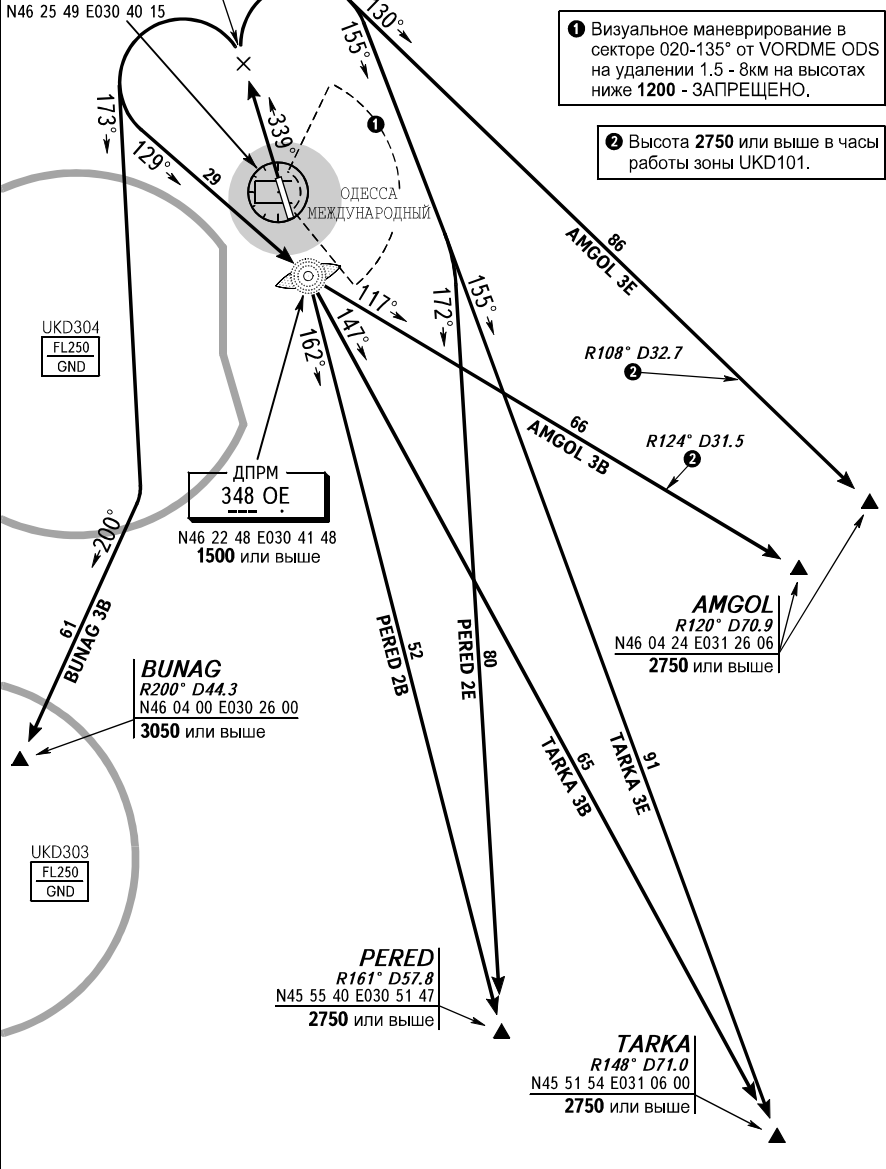 N46 25 49 E030 40 15
130°
155°
❶ Визуальное маневрирование в
секторе 020-135° от VORDME ODS
на удалении 1.5 - 8км на высотах
ниже 1200 - ЗАПРЕЩЕНО.
❷ Высота 2750 или выше в часы
работы зоны UKD101.
173°
339°
❶
129°
29
ОДЕССА
МЕЖДУНАРОДНЫЙ
86
AMGOL 3E
117°
147°
162°
172°
155°
UKD304
FL250
GND
R108° D32.7
❷
66
AMGOL 3B
R124° D31.5
❷
ДПРМ
348 OE
N46 22 48 E030 41 48
1500 или выше
200°
61
BUNAG 3B
AMGOL
R120° D70.9
N46 04 24 E031 26 06
2750 или выше
52
PERED 2B
80
PERED 2E
BUNAG
R200° D44.3
N46 04 00 E030 26 00
3050 или выше
65
TARKA 3B
91
TARKA 3E
UKD303
FL250
GND
PERED
R161° D57.8
N45 55 40 E030 51 47
2750 или выше
TARKA
R148° D71.0
N45 51 54 E031 06 00
2750 или выше